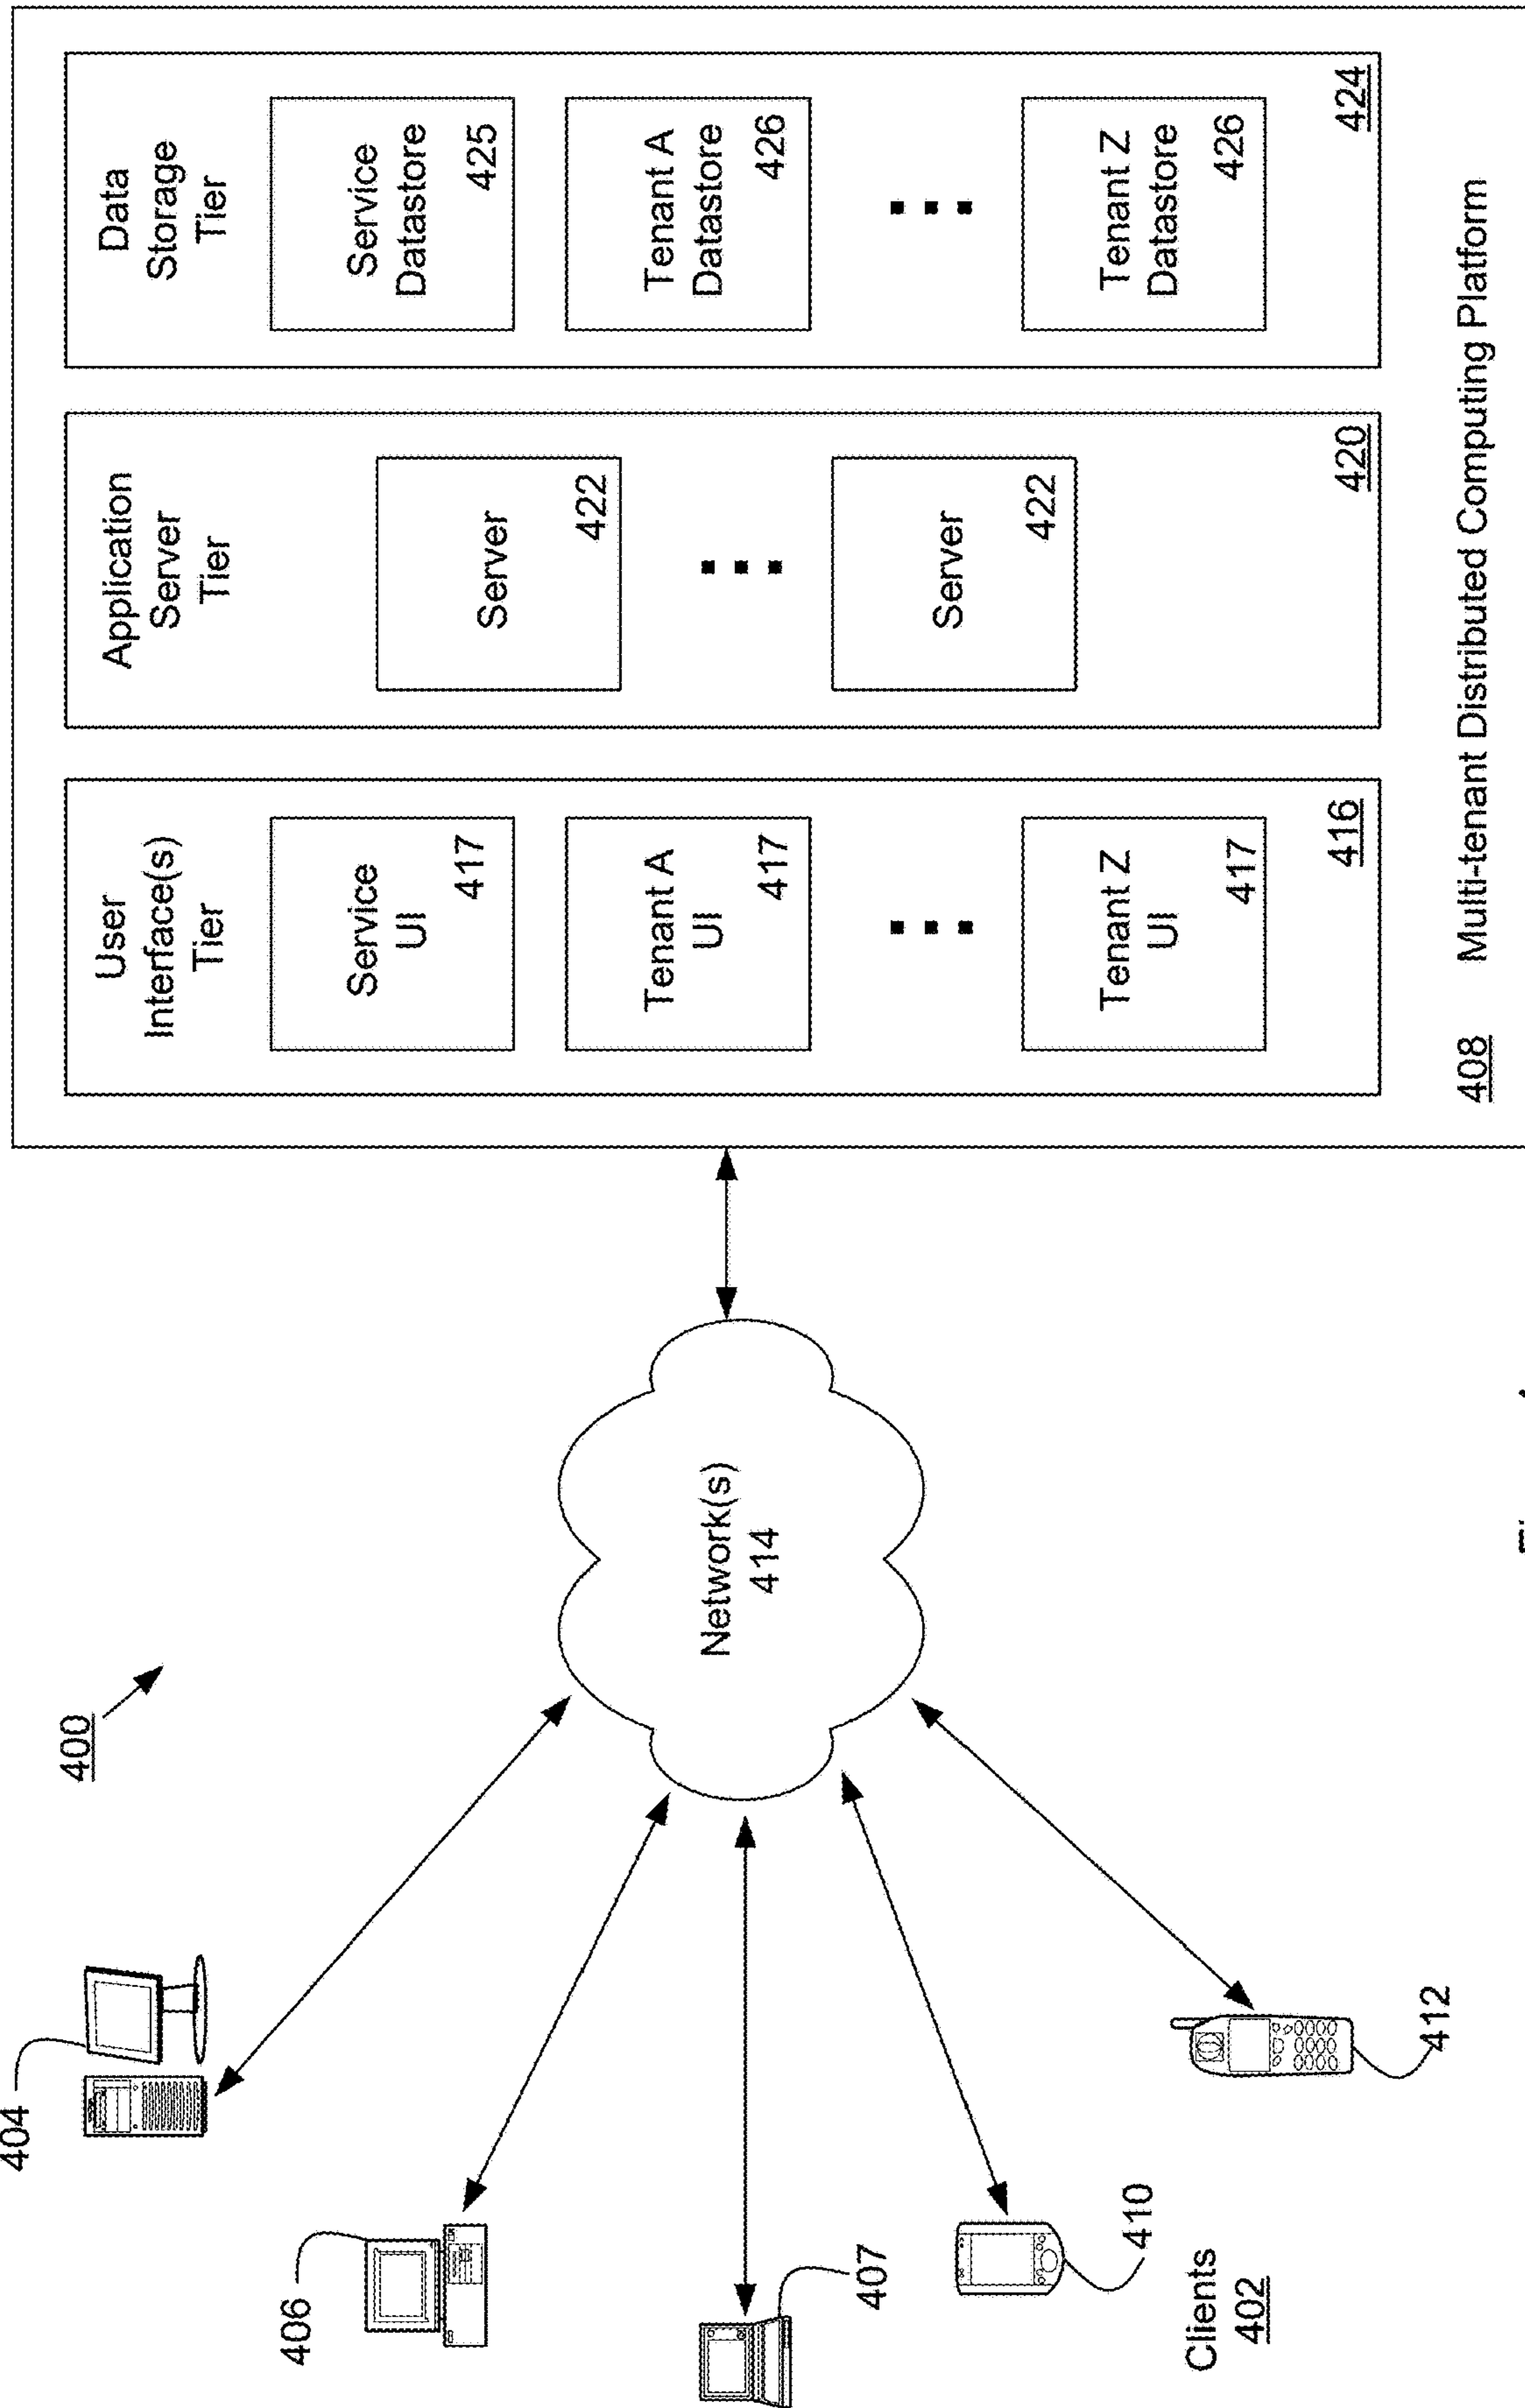 400
404
406
407
410
412
Clients
402
Network(s)
414
User
Interface(s)
Tier
Service
UI
417
Tenant A
UI
417
Tenant Z
UI
417
416
Application
Server
Tier
Server
422
Server
422
420
Data
Storage
Tier
Service
Datastore
425
Tenant A
Datastore
426
Tenant Z
Datastore
426
424
408 Multi-tenant Distributed Computing Platform